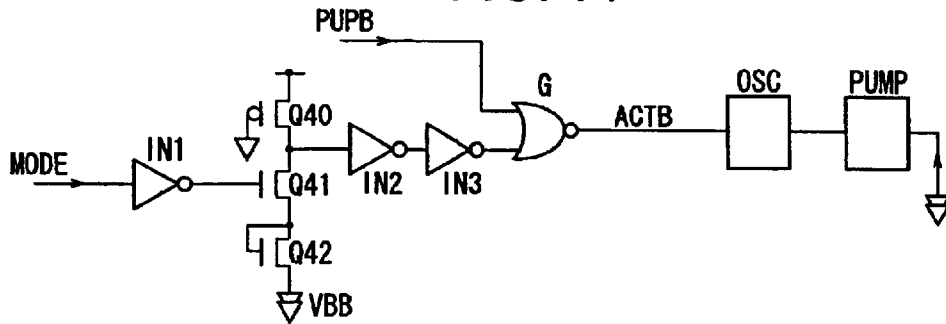 PUPB
G
OSC
PUMP
Q40
ACTB
MODE
IN1
IN2
IN3
Q41
Q42
VBB